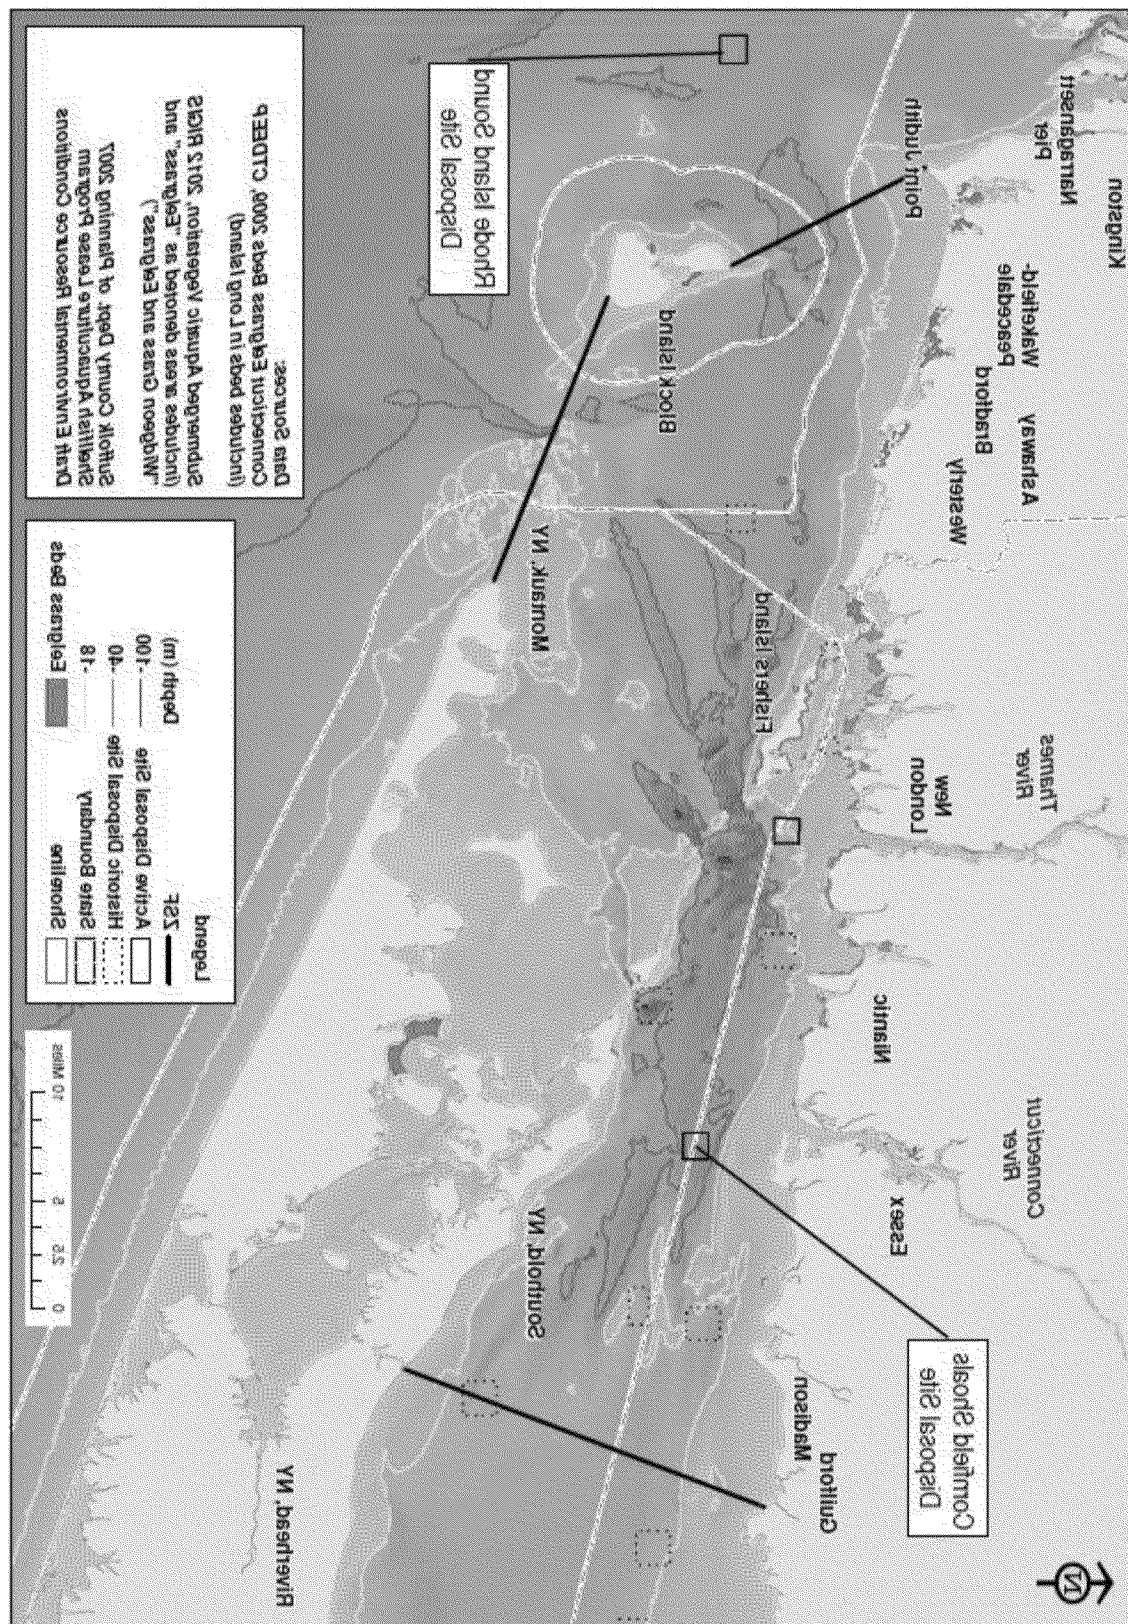 N
Guilford
Madison
Cornfield Shoals
Disposal Site
Essex
Connecticut
River
Niantic
Thames
River
New
London
Westerly
Ashaway
Bradford
Wakefield-
Peacedale
Kingston
Narragansett
Pier
Point Judith
Fishers Island
Block Island
Rhode Island Sound
Disposal Site
Montauk, NY
Southold, NY
Riverhead, NY
0 2.5 5 10 Miles
Legend
ZSF
Active Disposal Site
Historic Disposal Site
State Boundary
Shoreline
Depth (m)
-100
-40
-18
Eelgrass Beds
Data Sources:
Connecticut Eelgrass Beds 2009, CTDEEP
(Includes beds in Long Island)
Submerged Aquatic Vegetation, 2012 RIGIS
(Includes areas denoted as "Eelgrass" and
"Widgeon Grass and Eelgrass")
Suffolk County Dept. of Planning 2007
Shellfish Aquaculture Lease Program
Draft Environmental Resource Conditions